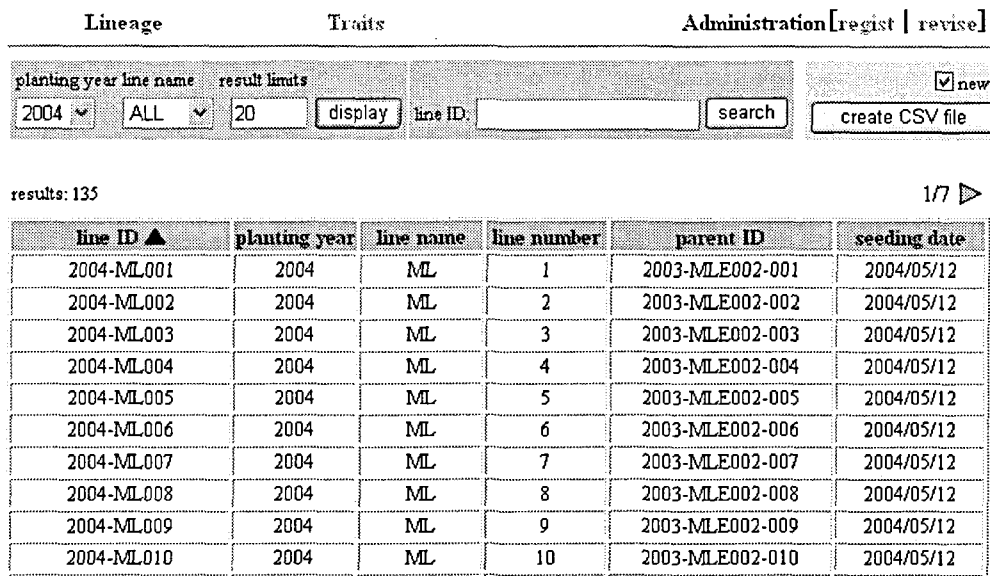 Lineage Traits Administration[regist | revise]
planting year line name result limits new
2004 ALL 20 display line ID: search create CSV file
results: 135 1/7
line ID ▲ planting year line name line number parent ID seeding date
2004-ML001 2004 ML 1 2003-MLE002-001 2004/05/12
2004-ML002 2004 ML 2 2003-MLE002-002 2004/05/12
2004-ML003 2004 ML 3 2003-MLE002-003 2004/05/12
2004-ML004 2004 ML 4 2003-MLE002-004 2004/05/12
2004-ML005 2004 ML 5 2003-MLE002-005 2004/05/12
2004-ML006 2004 ML 6 2003-MLE002-006 2004/05/12
2004-ML007 2004 ML 7 2003-MLE002-007 2004/05/12
2004-ML008 2004 ML 8 2003-MLE002-008 2004/05/12
2004-ML009 2004 ML 9 2003-MLE002-009 2004/05/12
2004-ML010 2004 ML 10 2003-MLE002-010 2004/05/12